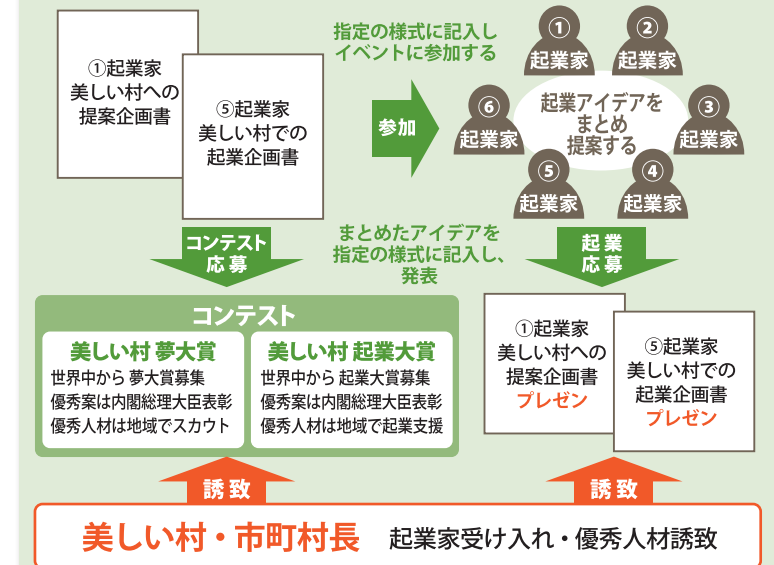 ①起業家
美しい村への
提案企画書
⑤起業家
美しい村での
起業企画書
指定の様式に記入し
イベントに参加する
参加
①
起業家
②
起業家
③
起業家
④
起業家
⑤
起業家
⑥
起業家
起業アイデアを
まとめ
提案する
コンテスト
応募
まとめたアイデアを
指定の様式に記入し、
発表
起業
応募
コンテスト
美しい村 夢大賞
世界中から 夢大賞募集
優秀案は内閣総理大臣表彰
優秀人材は地域でスカウト
美しい村 起業大賞
世界中から 起業大賞募集
優秀案は内閣総理大臣表彰
優秀人材は地域で起業支援
①起業家
美しい村への
提案企画書
プレゼン
⑤起業家
美しい村での
起業企画書
プレゼン
誘致
誘致
美しい村・市町村長 起業家受け入れ・優秀人材誘致